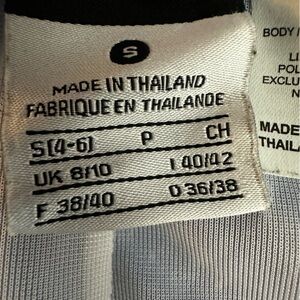 S
MADE IN THAILAND
FABRIQUE EN THAILANDE
S(4-6) P CH
UK 8/10 I 40/42
F 38/40 D 36/38
BODY
MADE